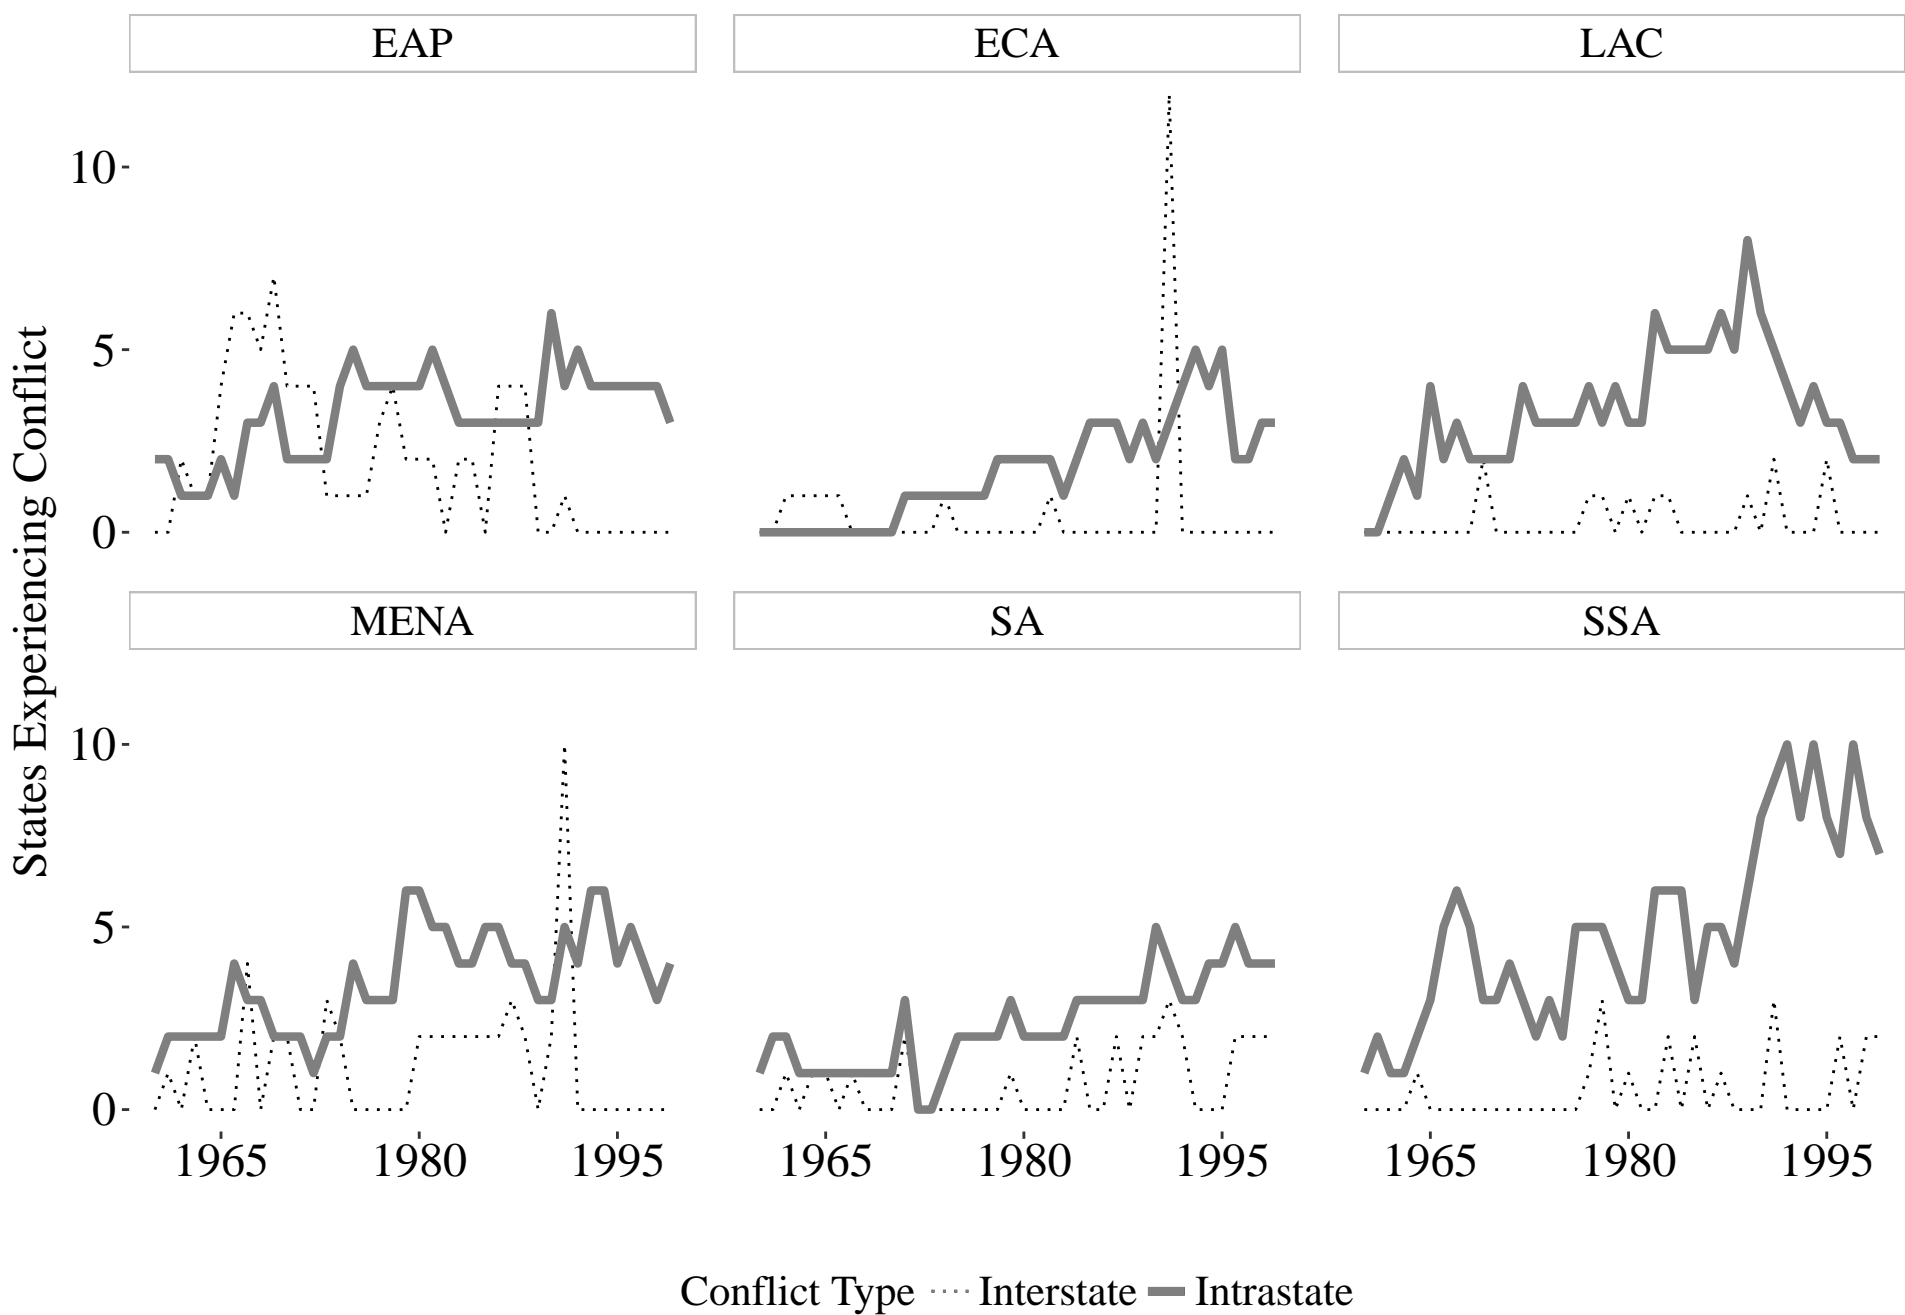 EAP
ECA
LAC
10
5
0
MENA
SA
SSA
10
5
0
1965
1980
1995
1965
1980
1995
1965
1980
1995
States Experiencing Conflict
Conflict Type Interstate Intrastate